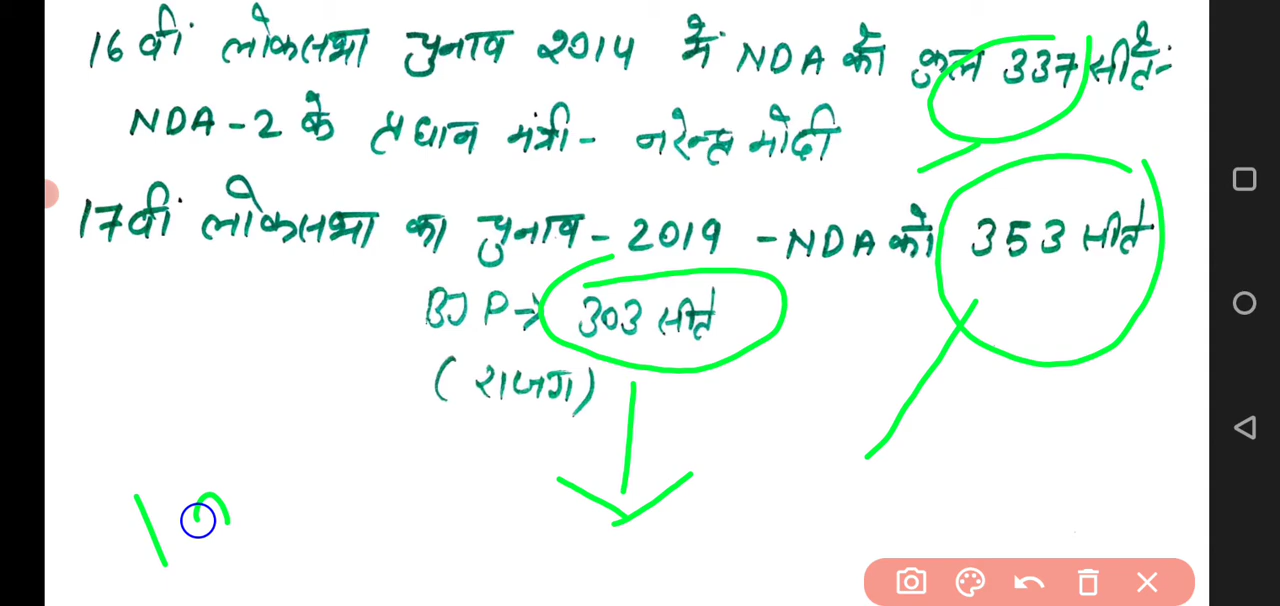 16वीं लोकसभा चुनाव 2014 में NDA को कुल 337 सीटें-
NDA-2 के प्रधान मंत्री- नरेन्द्र मोदी
17वीं लोकसभा का चुनाव-2019 -NDA को 353 सीटें
BJP→ 303 सीटें
(राजग)